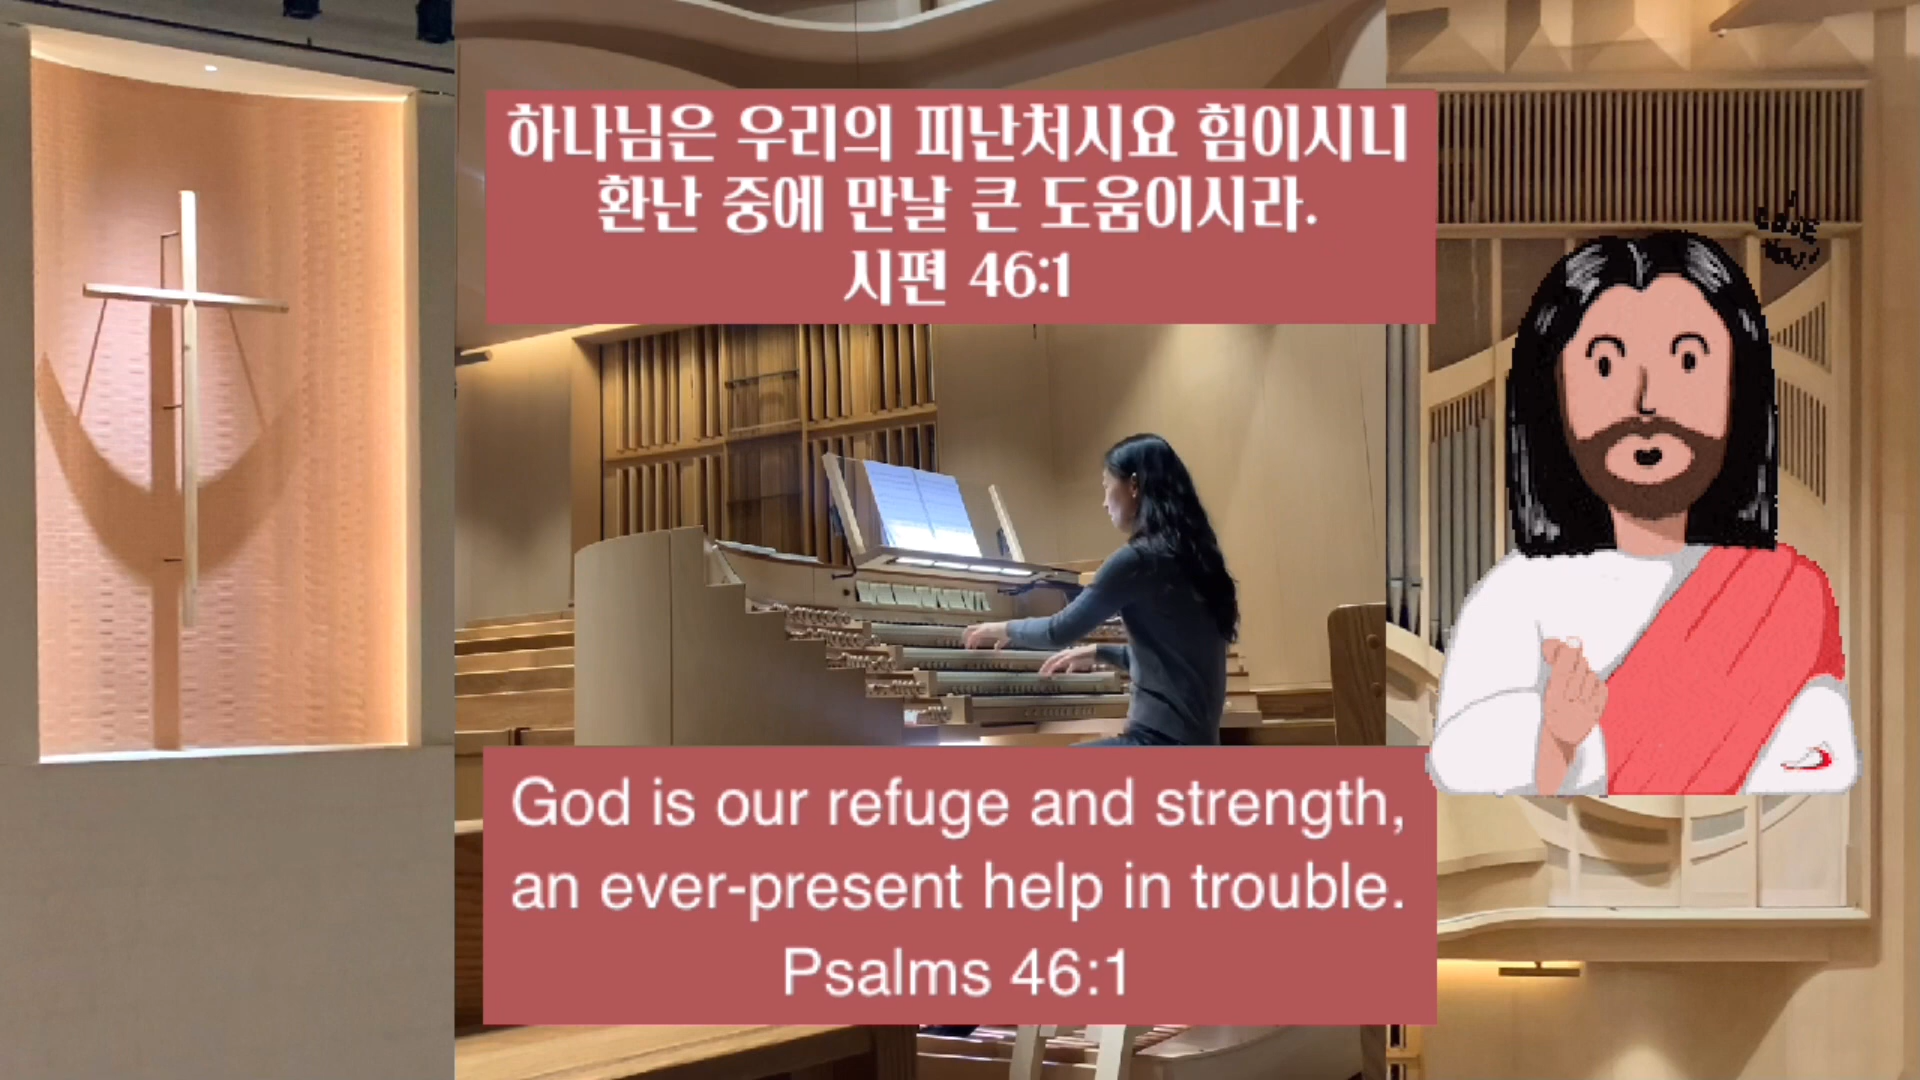 하나님은 우리의 피난처시요 힘이시니
환난 중에 만날 큰 도움이시라.
시편 46:1
LOVE
YOU!
God is our refuge and strength,
an ever-present help in trouble.
Psalms 46:1